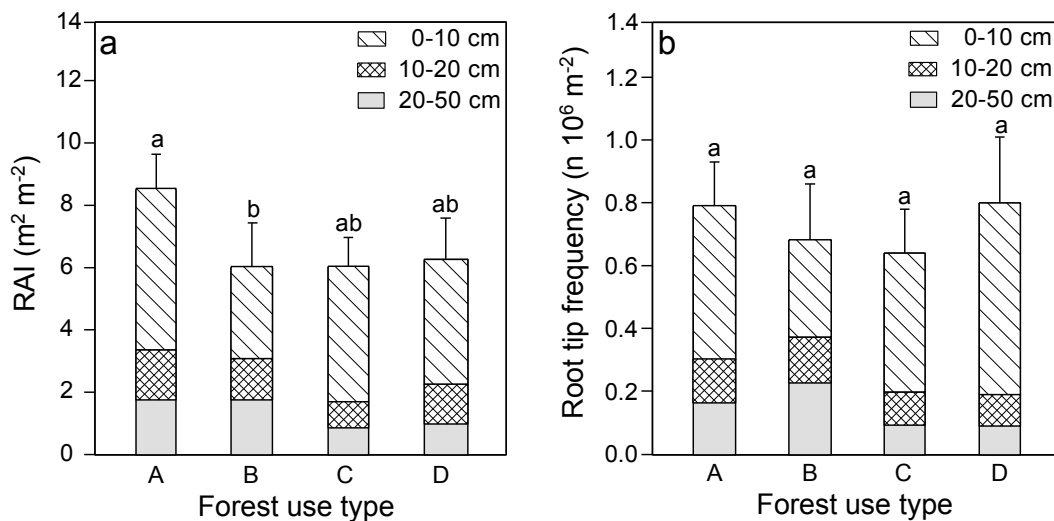 a
0-10 cm
10-20 cm
20-50 cm
RAI (m² m⁻²)
14
12
10
8
6
4
2
0
a
b
ab
ab
A B C D
Forest use type
b
0-10 cm
10-20 cm
20-50 cm
Root tip frequency (n 10⁶ m⁻²)
1.4
1.2
1.0
0.8
0.6
0.4
0.2
0.0
a
a
a
a
A B C D
Forest use type